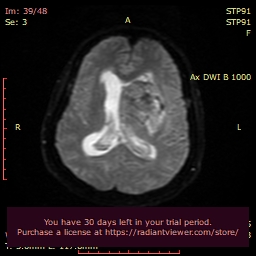 Im: 39/48
Se: 3
A
STP91
STP91
F
Ax DWI B 1000
R
L
You have 30 days left in your trial period.
Purchase a license at https://radiantviewer.com/store/